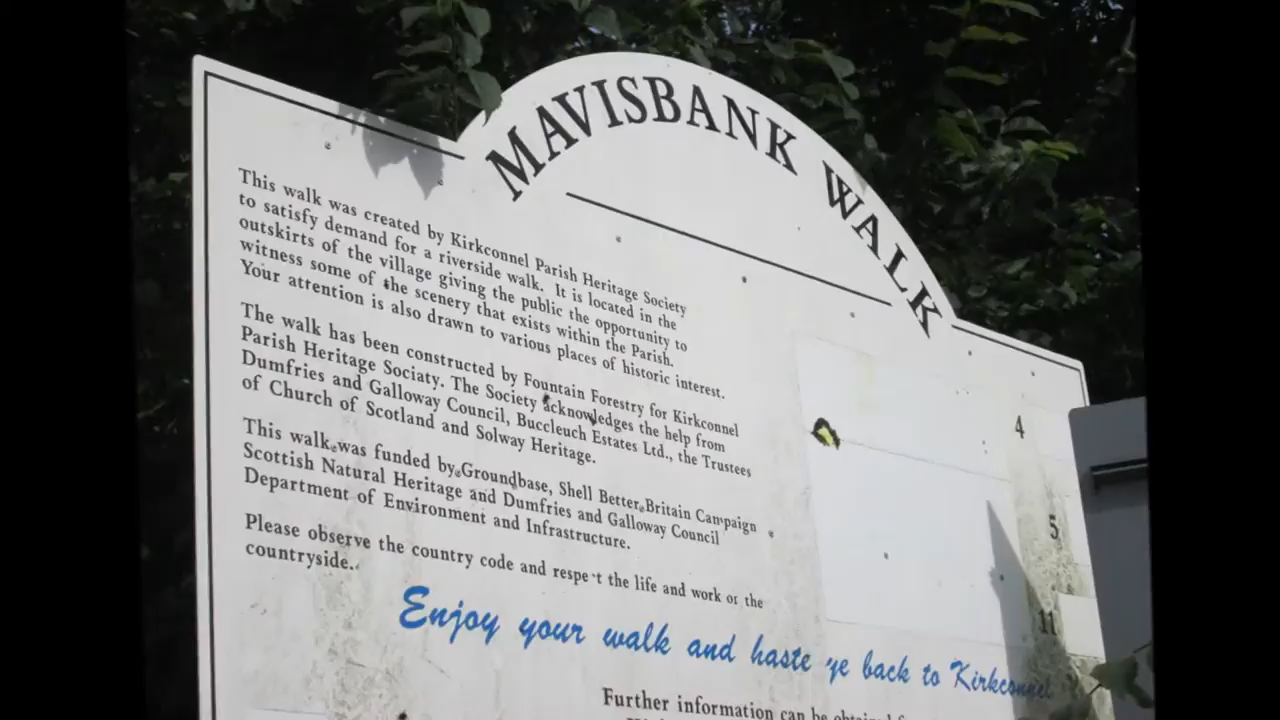 MAVISBANK WALK
This walk was created by Kirkconnel Parish Heritage Society
to satisfy demand for a riverside walk. It is located in the
outskirts of the village giving the public the opportunity to
witness some of the scenery that exists within the Parish.
Your attention is also drawn to various places of historic interest.
The walk has been constructed by Fountain Forestry for Kirkconnel
Parish Heritage Sociaty. The Society acknowledges the help from
Dumfries and Galloway Council, Buccleuch Estates Ltd., the Trustees
of Church of Scotland and Solway Heritage.
This walk was funded by Groundbase, Shell Better Britain Campaign
Scottish Natural Heritage and Dumfries and Galloway Council
Department of Environment and Infrastructure.
Please observe the country code and respect the life and work of the
countryside.
Enjoy your walk and haste ye back to Kirkconnel
Further information can be obtained
4
5
11